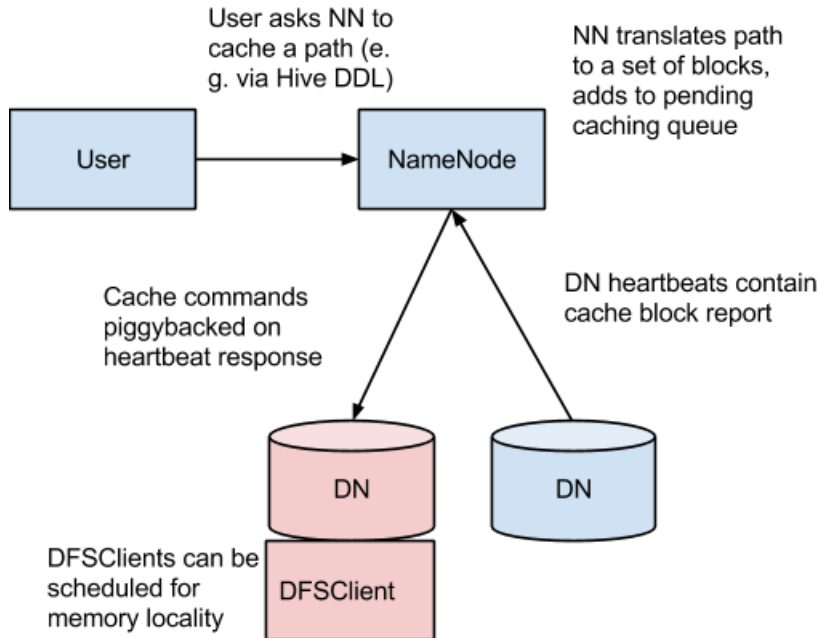 User asks NN to
cache a path (e.
g. via Hive DDL)
NN translates path
to a set of blocks,
adds to pending
caching queue
User
NameNode
Cache commands
piggybacked on
heartbeat response
DN heartbeats contain
cache block report
DN
DN
DFSClients can be
scheduled for
memory locality
DFSClient